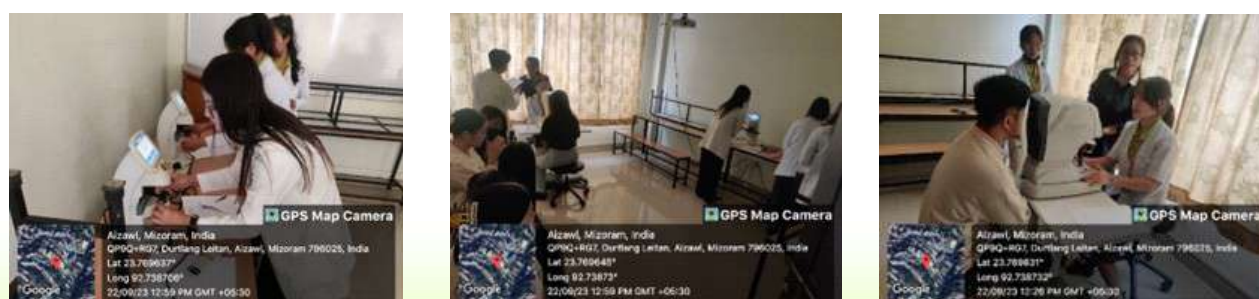 GPS Map Camera
Aizawl, Mizoram, India
QP9Q+RG7, Durtlang Leitan, Aizawl, Mizoram 796025, India
Lat 23.769637°
Long 92.738706°
22/09/23 12:59 PM GMT +05:30
Google
GPS Map Camera
Aizawl, Mizoram, India
QP9Q+RG7, Durtlang Leitan, Aizawl, Mizoram 796025, India
Lat 23.769648°
Long 92.73873°
22/09/23 12:59 PM GMT +05:30
Google
GPS Map Camera
Aizawl, Mizoram, India
QP9Q+RG7, Durtlang Leitan, Aizawl, Mizoram 796025, India
Lat 23.769831°
Long 92.738732°
22/09/23 12:26 PM GMT +05:30
Google